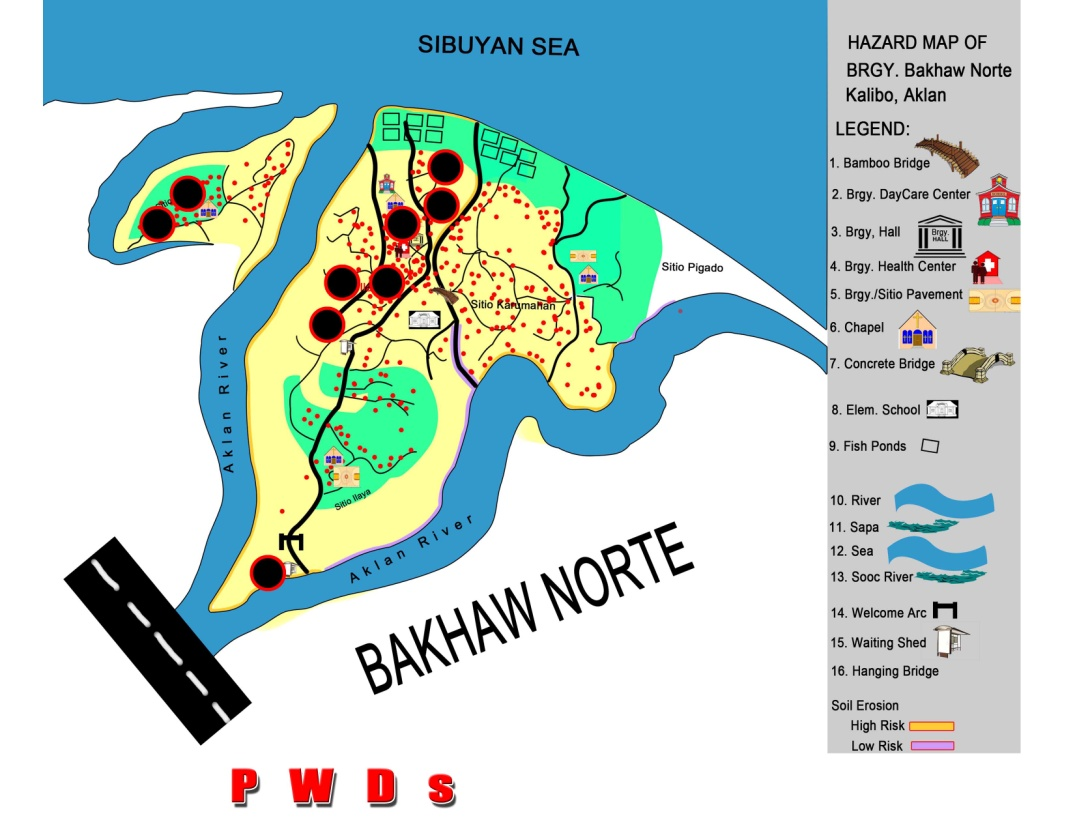 SIBUYAN SEA
HAZARD MAP OF
BRGY. Bakhaw Norte
Kalibo, Aklan
LEGEND:
1. Bamboo Bridge
2. Brgy. DayCare Center
3. Brgy, Hall
Brgy.
HALL
4. Brgy. Health Center
5. Brgy./Sitio Pavement
6. Chapel
7. Concrete Bridge
8. Elem. School
9. Fish Ponds
10. River
11. Sapa
12. Sea
13. Sooc River
14. Welcome Arc
15. Waiting Shed
16. Hanging Bridge
Soil Erosion
High Risk
Low Risk
Sitio Pigado
Sitio Karumanan
Sitio Ilaya
Aklan River
Aklan River
BAKHAW NORTE
PWDs